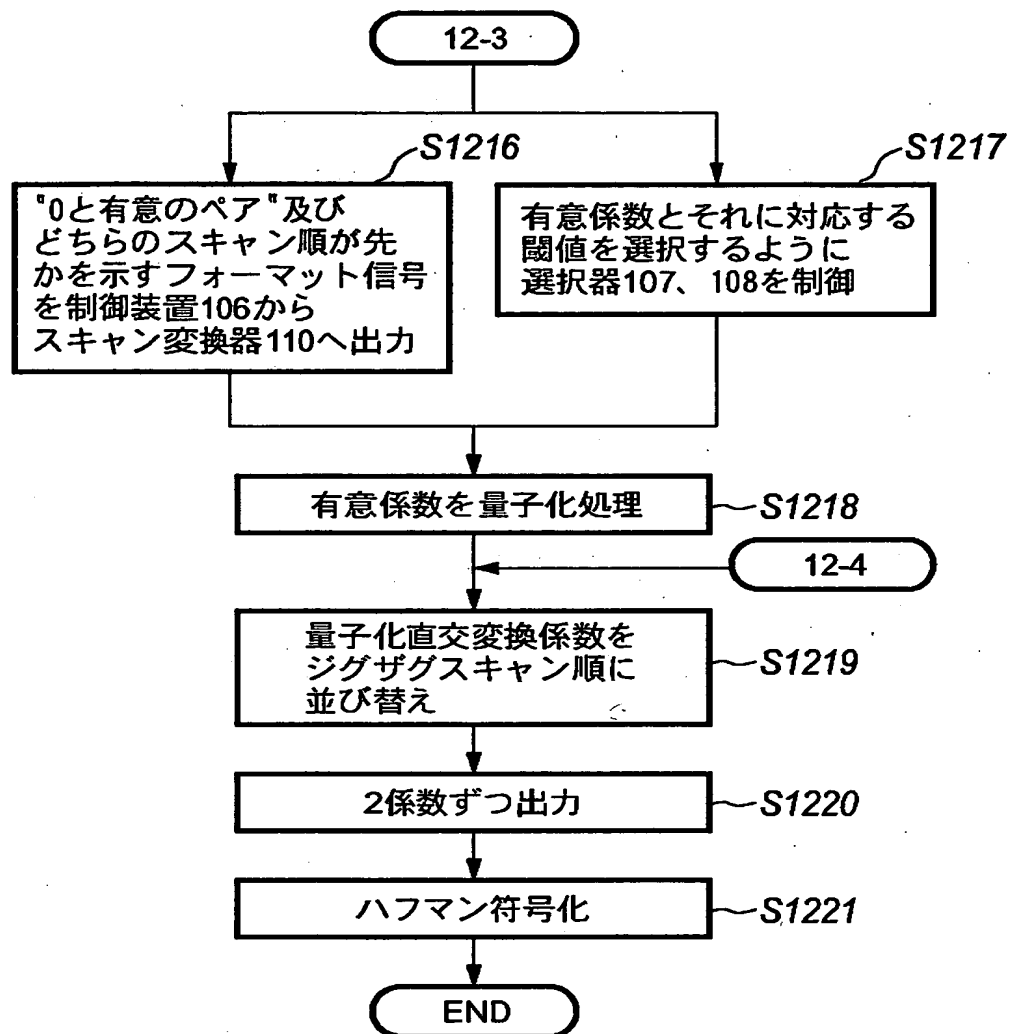 12-3
S1216
"0と有意のペア"及び
どちらのスキャン順が先
かを示すフォーマット信号
を制御装置106から
スキャン変換器110へ出力
S1217
有意係数とそれに対応する
閾値を選択するように
選択器107、108を制御
有意係数を量子化処理
S1218
12-4
量子化直交変換係数を
ジグザグスキャン順に
並び替え
S1219
2係数ずつ出力
S1220
ハフマン符号化
S1221
END